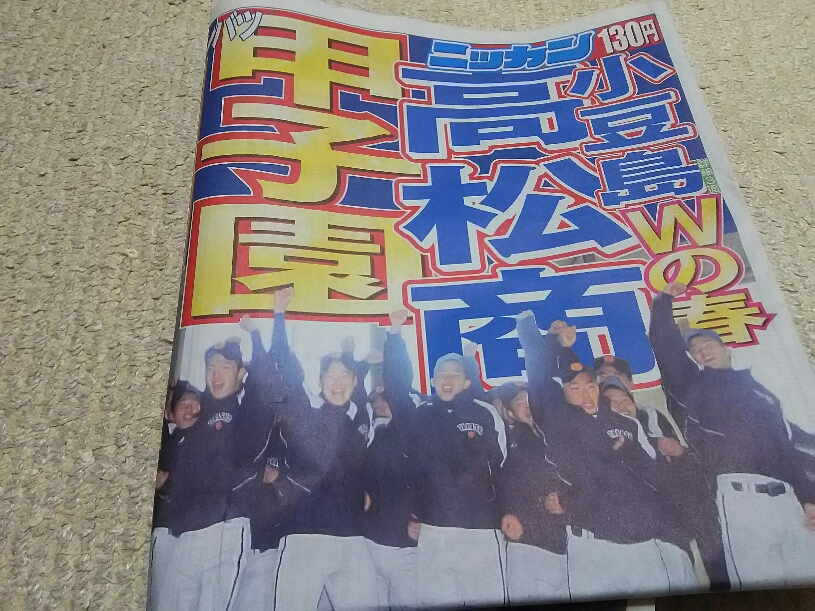 センバツ
甲子園
ニッカン
130円
高松商
小豆島
Wの春